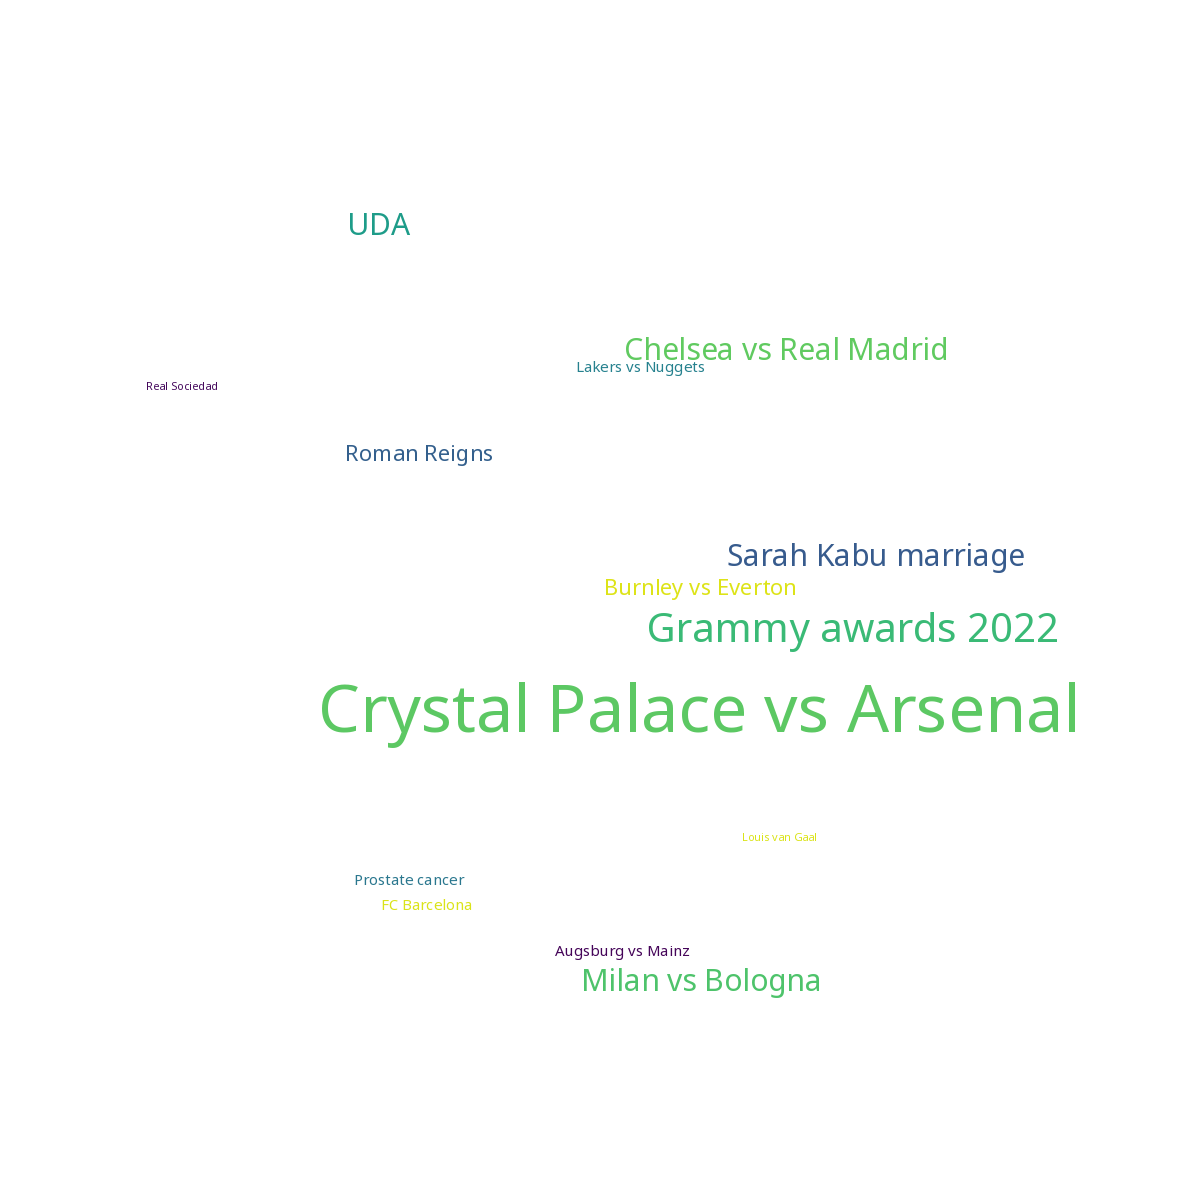 UDA
Chelsea vs Real Madrid
Lakers vs Nuggets
Real Sociedad
Roman Reigns
Sarah Kabu marriage
Burnley vs Everton
Grammy awards 2022
Crystal Palace vs Arsenal
Louis van Gaal
Prostate cancer
FC Barcelona
Augsburg vs Mainz
Milan vs Bologna